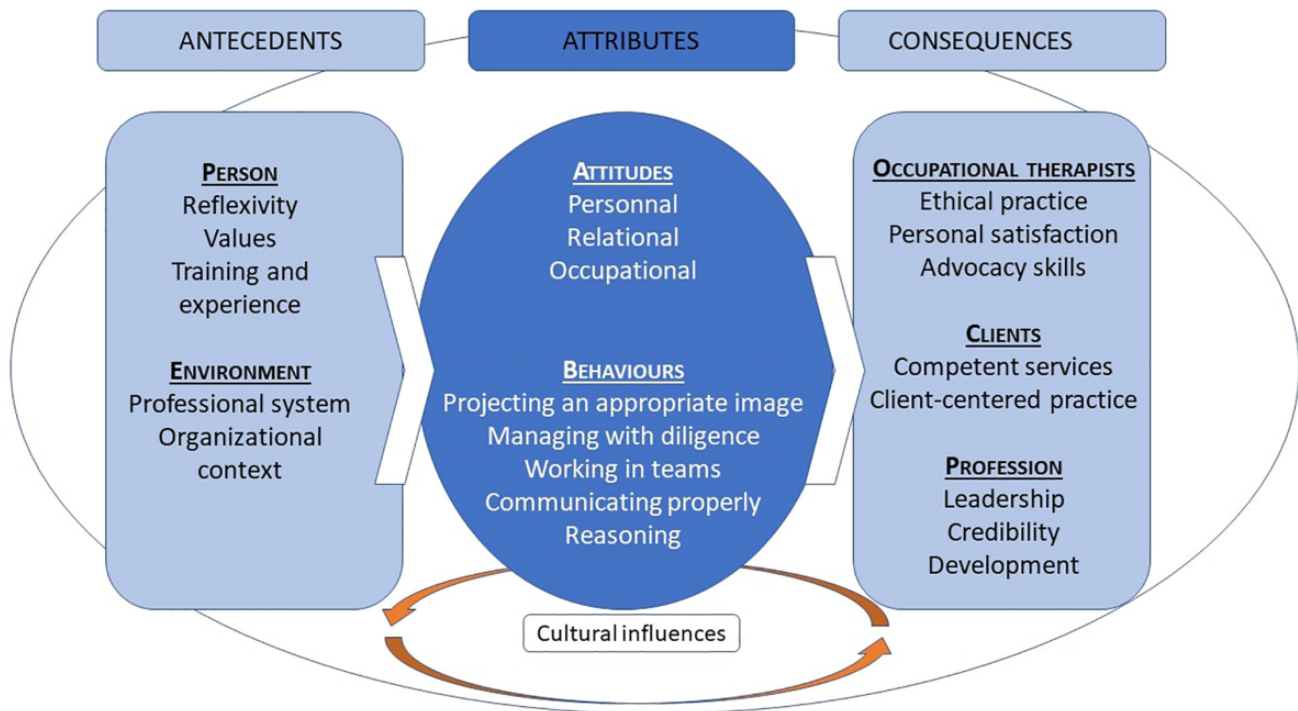 ANTECEDENTS
ATTRIBUTES
CONSEQUENCES
PERSON
Reflexivity
Values
Training and
experience
ENVIRONMENT
Professional system
Organizational
context
ATTITUDES
Personnal
Relational
Occupational
BEHAVIOURS
Projecting an appropriate image
Managing with diligence
Working in teams
Communicating properly
Reasoning
OCCUPATIONAL THERAPISTS
Ethical practice
Personal satisfaction
Advocacy skills
CLIENTS
Competent services
Client-centered practice
PROFESSION
Leadership
Credibility
Development
Cultural influences